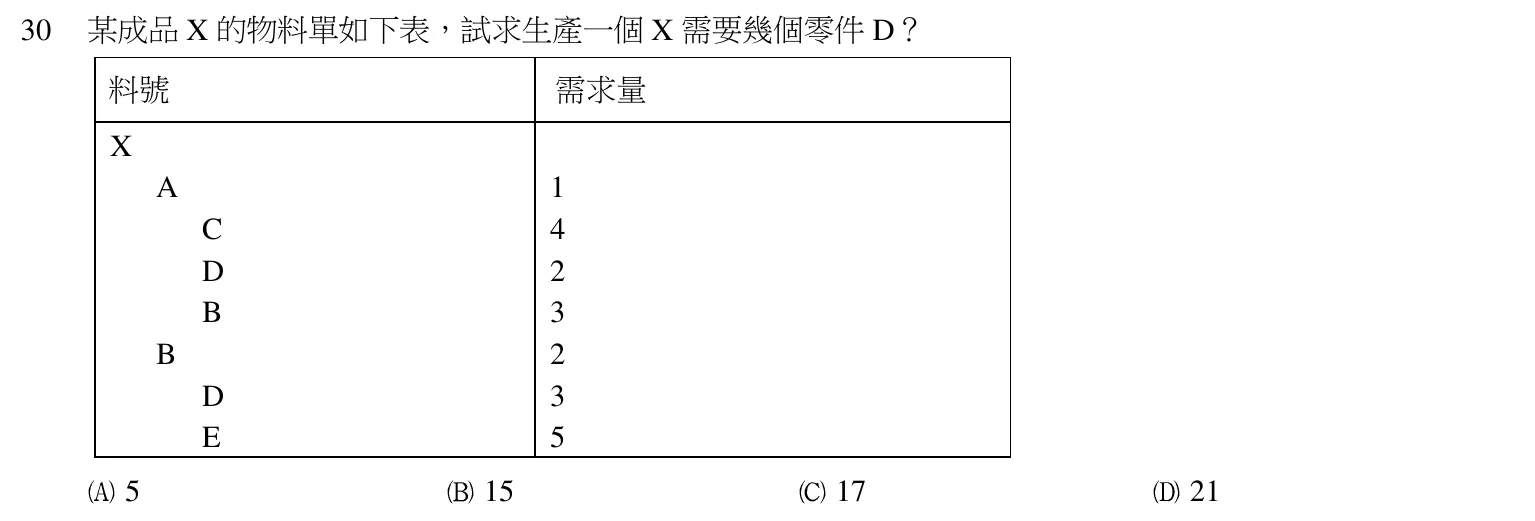 30 某成品 X 的物料單如下表，試求生產一個 X 需要幾個零件 D？
料號 需求量
X
A 1
C 4
D 2
B 3
B 2
D 3
E 5
(A) 5 (B) 15 (C) 17 (D) 21